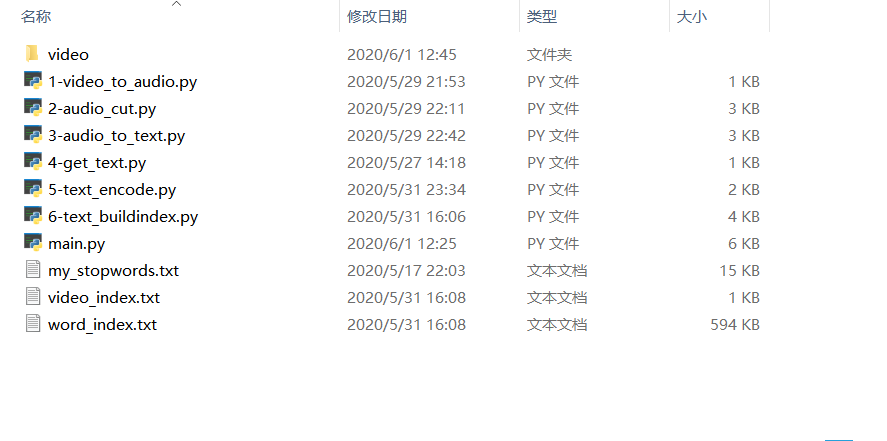 名称 修改日期 类型 大小
video 2020/6/1 12:45 文件夹
1-video_to_audio.py 2020/5/29 21:53 PY 文件 1 KB
2-audio_cut.py 2020/5/29 22:11 PY 文件 3 KB
3-audio_to_text.py 2020/5/29 22:42 PY 文件 3 KB
4-get_text.py 2020/5/27 14:18 PY 文件 1 KB
5-text_encode.py 2020/5/31 23:34 PY 文件 2 KB
6-text_buildindex.py 2020/5/31 16:06 PY 文件 4 KB
main.py 2020/6/1 12:25 PY 文件 6 KB
my_stopwords.txt 2020/5/17 22:03 文本文档 15 KB
video_index.txt 2020/5/31 16:08 文本文档 1 KB
word_index.txt 2020/5/31 16:08 文本文档 594 KB